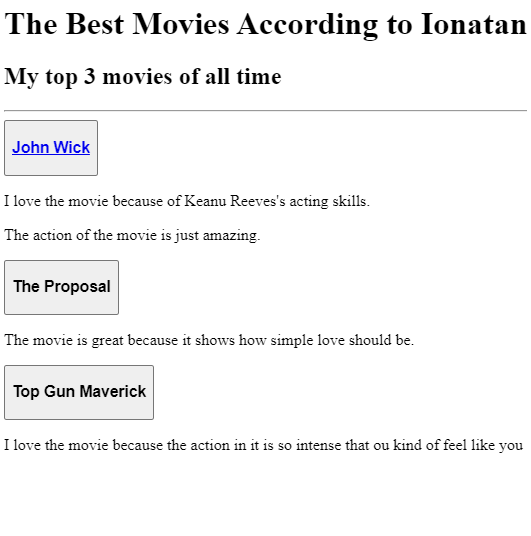 The Best Movies According to Ionatan
My top 3 movies of all time
John Wick
I love the movie because of Keanu Reeves's acting skills.
The action of the movie is just amazing.
The Proposal
The movie is great because it shows how simple love should be.
Top Gun Maverick
I love the movie because the action in it is so intense that ou kind of feel like you